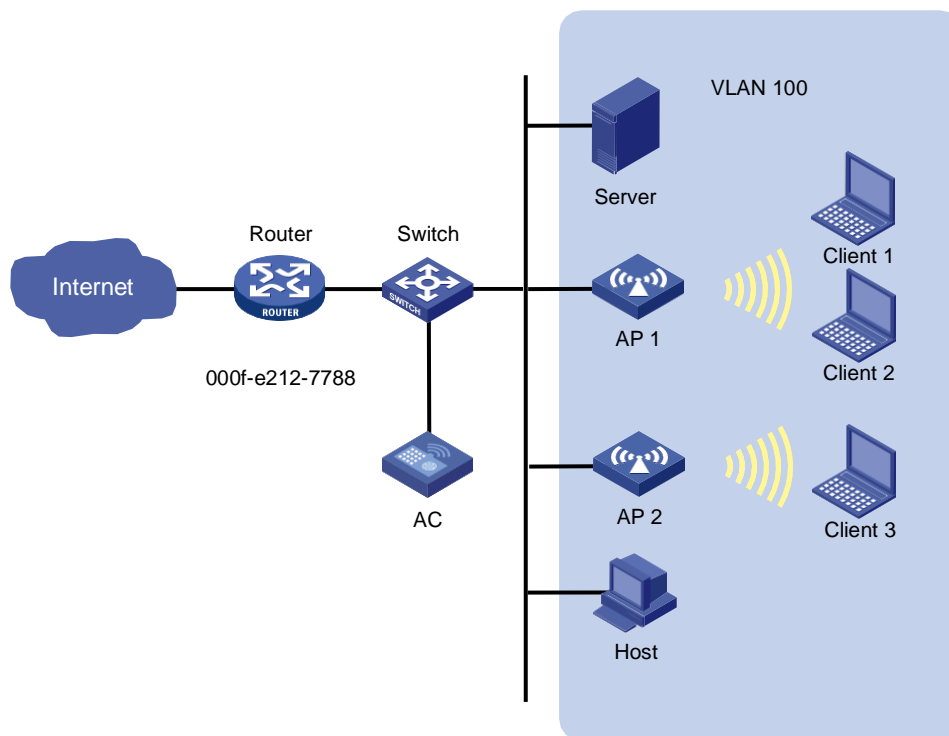 VLAN 100
Server
Client 1
Router
Switch
Internet
ROUTER
SWITCH
AP 1
Client 2
000f-e212-7788
AC
AP 2
Client 3
Host